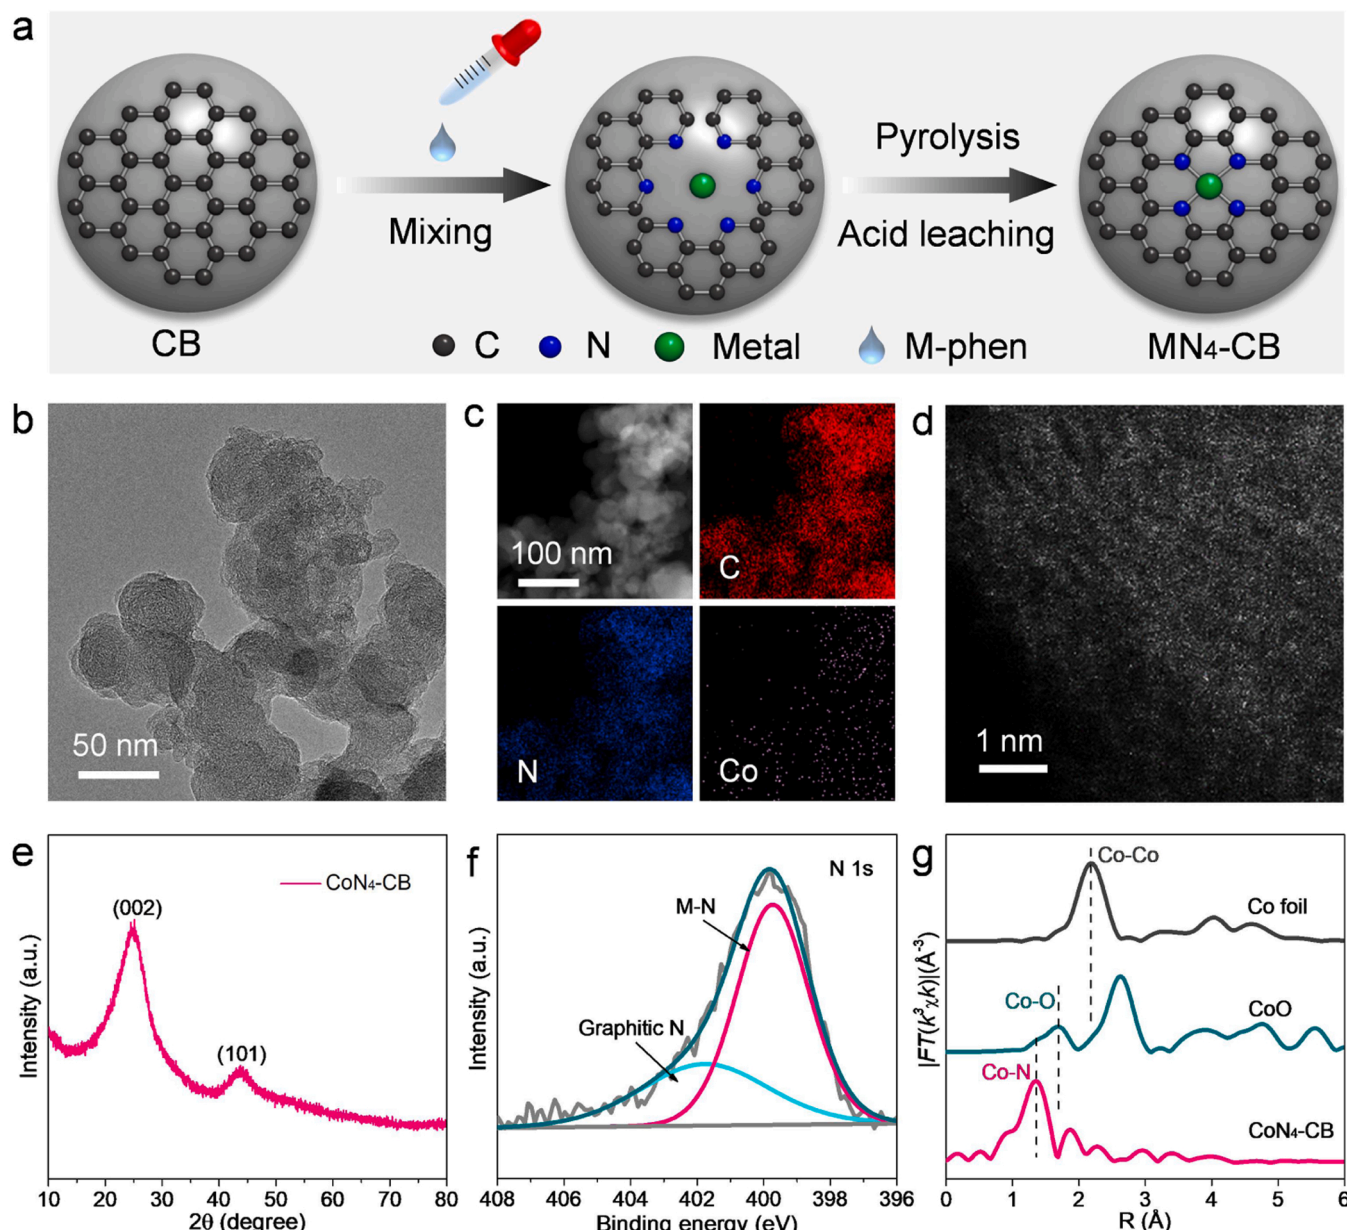 a
Mixing
Pyrolysis
Acid leaching
CB
C
N
Metal
M-phen
MN₄-CB
b
50 nm
c
100 nm
C
N
Co
d
1 nm
e
CoN₄-CB
(002)
(101)
Intensity (a.u.)
10 20 30 40 50 60 70 80
2θ (degree)
f
N 1s
M-N
Graphitic N
Intensity (a.u.)
408 406 404 402 400 398 396
Binding energy (eV)
g
Co-Co
Co foil
Co-O
CoO
Co-N
CoN₄-CB
|FT(k³χk)|(Å⁻³)
0 1 2 3 4 5 6
R (Å)